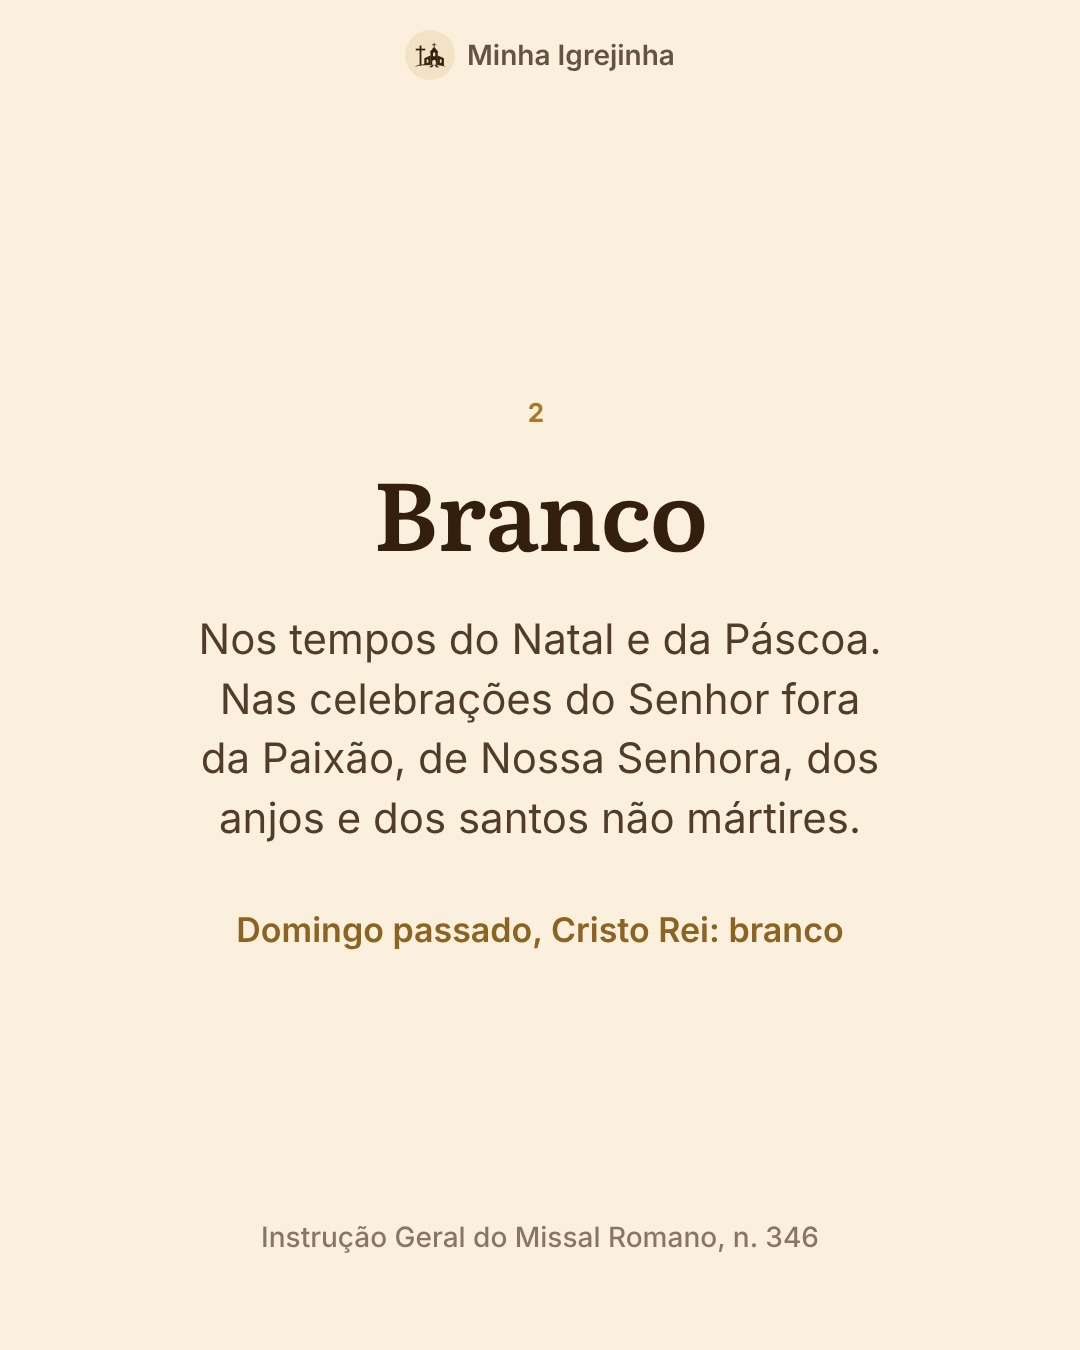 Minha Igrejinha
2
Branco
Nos tempos do Natal e da Páscoa.
Nas celebrações do Senhor fora
da Paixão, de Nossa Senhora, dos
anjos e dos santos não mártires.
Domingo passado, Cristo Rei: branco
Instrução Geral do Missal Romano, n. 346